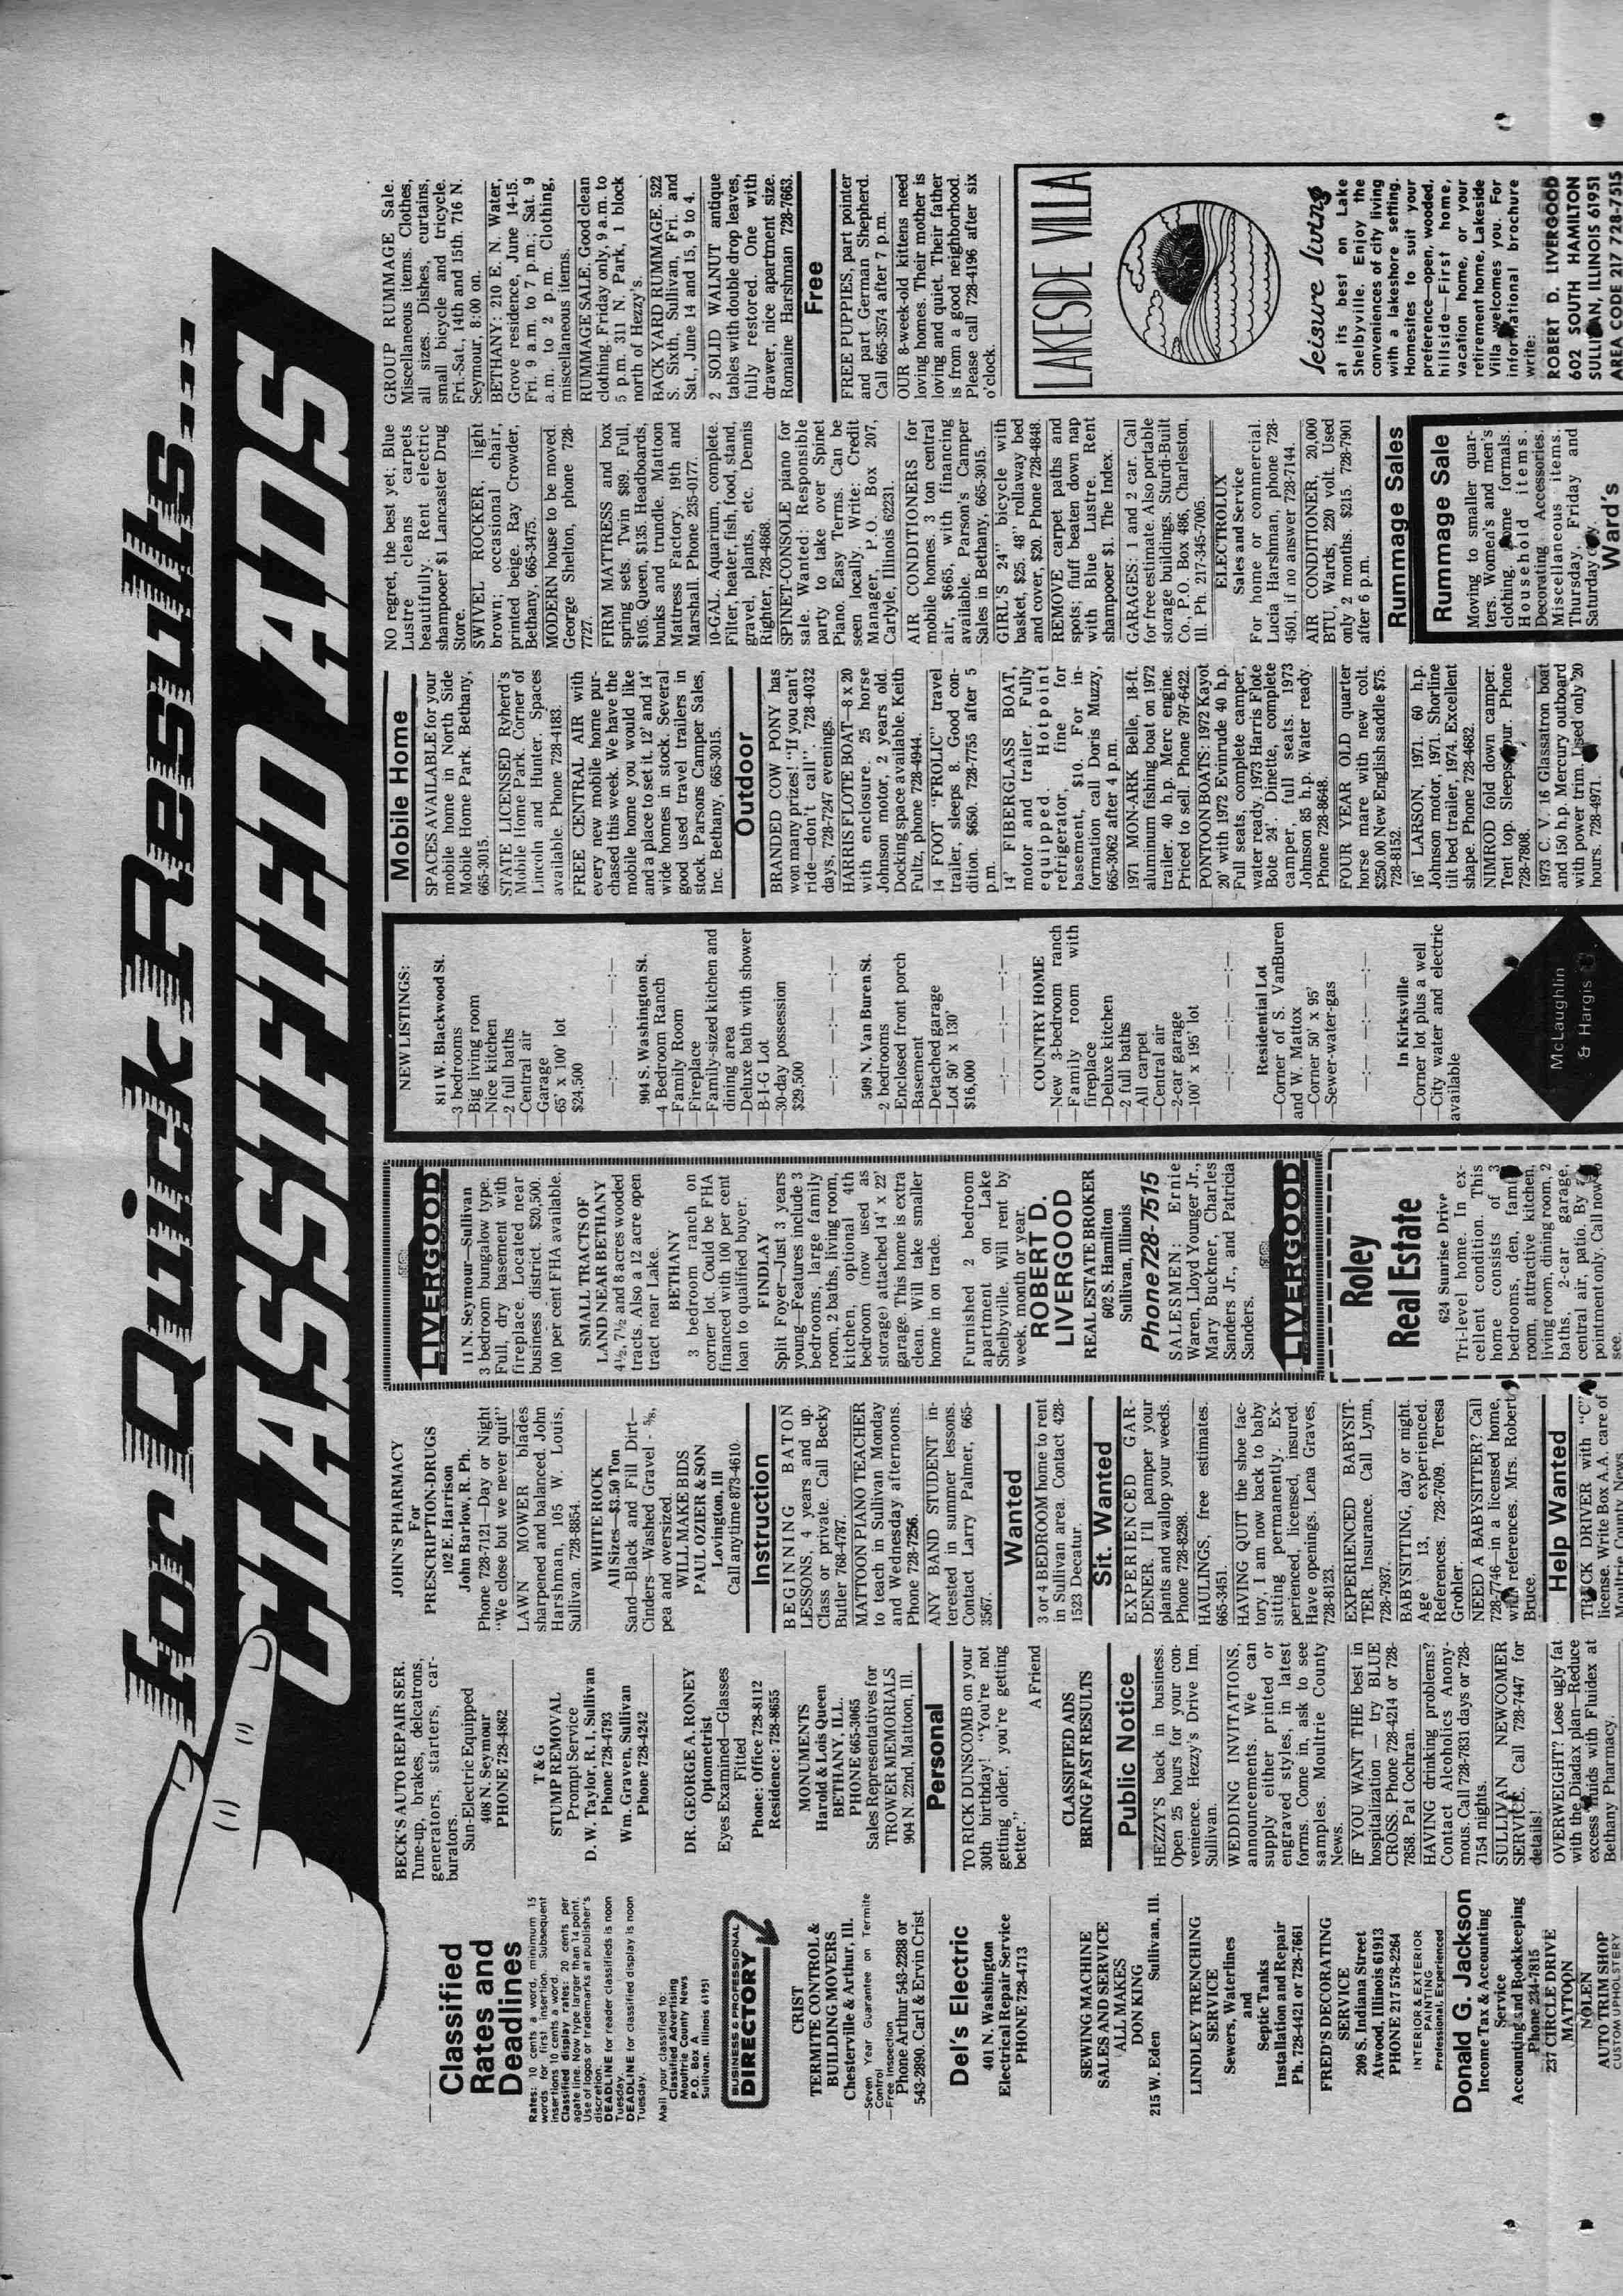 for Quick Results...
CLASSIFIED ADS
Classified
Rates and
Deadlines
Rates: 10 cents a word, minimum 15
words for first insertion. Subsequent
insertions 10 cents a word.
Classified display rates: 20 cents per
agate line. Now type larger than 14 point.
Use of logos or trademarks at publisher's
discretion.
DEADLINE for reader classifieds is noon
Tuesday.
DEADLINE for classified display is noon
Tuesday.
Mail your classified to:
Classified Advertising
Moultrie County News
P.O. Box A
Sullivan, Illinois 61951
BUSINESS & PROFESSIONAL
DIRECTORY
CRIST
TERMITE CONTROL &
BUILDING MOVERS
Chesterville & Arthur, Ill.
—Seven Year Guarantee on Termite
Control
—Free Inspection
Phone Arthur 543-2288 or
543-2890. Carl & Ervin Crist
Del's Electric
401 N. Washington
Electrical Repair Service
PHONE 728-4713
SEWING MACHINE
SALES AND SERVICE
ALL MAKES
DON KING
215 W. Eden Sullivan, Ill.
LINDLEY TRENCHING
SERVICE
Sewers, Waterlines
and
Septic Tanks
Installation and Repair
Ph. 728-4421 or 728-7661
FRED'S DECORATING
SERVICE
209 S. Indiana Street
Atwood, Illinois 61913
PHONE 217 578-2264
INTERIOR & EXTERIOR
PAINTING
Professional, Experienced
Donald G. Jackson
Income Tax & Accounting
Service
Accounting and Bookkeeping
Phone 234-7815
237 CIRCLE DRIVE
MATTOON
NOLEN
AUTO TRIM SHOP
CUSTOM UPHOLSTERY
BECK'S AUTO REPAIR SER.
Tune-up, brakes, delcatrons,
generators, starters, car-
burators.
Sun-Electric Equipped
408 N. Seymour
PHONE 728-4862
T & G
STUMP REMOVAL
Prompt Service
D. W. Taylor, R. 1, Sullivan
Phone 728-4793
Wm. Graven, Sullivan
Phone 728-4242
DR. GEORGE A. RONEY
Optometrist
Eyes Examined—Glasses
Fitted
Phone: Office 728-8112
Residence: 728-8655
MONUMENTS
Harold & Lois Queen
BETHANY, ILL.
PHONE 665-3065
Sales Representatives for
TROWER MEMORIALS
904 N. 22nd, Mattoon, Ill.
Personal
TO RICK DUNSCOMB on your
30th birthday! "You're not
getting older, you're getting
better."
A Friend
CLASSIFIED ADS
BRING FAST RESULTS
Public Notice
HEZZY'S back in business.
Open 25 hours for your con-
venience. Hezzy's Drive Inn,
Sullivan.
WEDDING INVITATIONS,
announcements. We can
supply either printed or
engraved styles, in latest
forms. Come in, ask to see
samples. Moultrie County
News.
IF YOU WANT THE best in
hospitalization — try BLUE
CROSS. Phone 728-4214 or 728-
7858. Pat Cochran.
HAVING drinking problems?
Contact Alcoholics Anony-
mous. Call 728-7831 days or 728-
7154 nights.
SULLIVAN NEWCOMER
SERVICE. Call 728-7447 for
details!
OVERWEIGHT? Lose ugly fat
with the Diadax plan—Reduce
excess fluids with Fluidex at
Bethany Pharmacy.
JOHN'S PHARMACY
For
PRESCRIPTION-DRUGS
102 E. Harrison
John Barlow, R. Ph.
Phone 728-7121—Day or Night
"We close but we never quit"
LAWN MOWER blades
sharpened and balanced. John
Harshman, 105 W. Louis,
Sullivan. 728-8854.
WHITE ROCK
All Sizes—$3.50 Ton
Sand—Black and Fill Dirt—
Cinders—Washed Gravel - 5/8,
pea and oversized.
WILL MAKE BIDS
PAUL OZIER & SON
Lovington, Ill
Call anytime 873-4610.
Instruction
BEGINNING BATON
LESSONS, 4 years and up.
Class or private. Call Becky
Butler 768-4787.
MATTOON PIANO TEACHER
to teach in Sullivan Monday
and Wednesday afternoons.
Phone 728-7256.
ANY BAND STUDENT in-
terested in summer lessons.
Contact Larry Palmer, 665-
3567.
Wanted
3 or 4 BEDROOM home to rent
in Sullivan area. Contact 428-
1523 Decatur.
Sit. Wanted
EXPERIENCED GAR-
DENER. I'll pamper your
plants and wallop your weeds.
Phone 728-8298.
HAULINGS, free estimates.
665-3451.
HAVING QUIT the shoe fac-
tory, I am now back to baby
sitting permanently. Ex-
perienced, licensed, insured.
Have openings. Lena Graves,
728-8123.
EXPERIENCED BABYSIT-
TER. Insurance. Call Lynn,
728-7937.
BABYSITTING, day or night.
Age 13, experienced.
References. 728-7609. Teresa
Grohler.
NEED A BABYSITTER? Call
728-7746—in a licensed home,
with references. Mrs. Robert
Bruce.
Help Wanted
TRUCK DRIVER with "C"
license. Write Box A.A. care of
Moultrie County News
LIVERGOOD
REAL ESTATE COMPANY
11 N. Seymour—Sullivan
3 bedroom bungalow type.
Full, dry basement with
fireplace. Located near
business district. $20,500.
100 per cent FHA available.
SMALL TRACTS OF
LAND NEAR BETHANY
4½, 7½ and 8 acres wooded
tracts. Also a 12 acre open
tract near Lake.
BETHANY
3 bedroom ranch on
corner lot. Could be FHA
financed with 100 per cent
loan to qualified buyer.
FINDLAY
Split Foyer—Just 3 years
young—Features include 3
bedrooms, large family
room, 2 baths, living room,
kitchen, optional 4th
bedroom (now used as
storage) attached 14' x 22'
garage. This home is extra
clean. Will take smaller
home in on trade.
Furnished 2 bedroom
apartment on Lake
Shelbyville. Will rent by
week, month or year.
ROBERT D.
LIVERGOOD
REAL ESTATE BROKER
602 S. Hamilton
Sullivan, Illinois
Phone 728-7515
SALESMEN: Ernie
Waren, Lloyd Younger Jr.,
Mary Buckner, Charles
Sanders Jr., and Patricia
Sanders.
LIVERGOOD
REAL ESTATE COMPANY
Roley
Real Estate
624 Sunrise Drive
Tri-level home. In ex-
cellent condition. This
home consists of 3
bedrooms, den, family
room, attractive kitchen,
living room, dining room, 2
baths, 2-car garage,
central air, patio. By
pointment only. Call now
see.
NEW LISTINGS:
811 W. Blackwood St.
—3 bedrooms
—Big living room
—Nice kitchen
—2 full baths
—Central air
—Garage
—65' x 100' lot
$24,500
—:— —:— —:—
904 S. Washington St.
—4 Bedroom Ranch
—Family Room
—Fireplace
—Family-sized kitchen and
dining area
—Deluxe bath with shower
—B-I-G Lot
—30-day possession
$29,500
—:— —:— —:—
509 N. Van Buren St.
—2 bedrooms
—Enclosed front porch
—Basement
—Detached garage
—Lot 50' x 130'
$16,000
—:— —:— —:—
COUNTRY HOME
—New 3-bedroom ranch
—Family room with
fireplace
—Deluxe kitchen
—2 full baths
—All carpet
—Central air
—2-car garage
—100' x 195' lot
—:— —:— —:—
Residential Lot
—Corner of S. VanBuren
and W. Mattox
—Corner 50' x 95'
—Sewer-water-gas
—:— —:— —:—
In Kirksville
—Corner lot plus a well
—City water and electric
available
McLaughlin
& Hargis
Mobile Home
SPACES AVAILABLE for your
mobile home in North Side
Mobile Home Park. Bethany,
665-3015.
STATE LICENSED Ryherd's
Mobile Home Park. Corner of
Lincoln and Hunter. Spaces
available. Phone 728-4183.
FREE CENTRAL AIR with
every new mobile home pur-
chased this week. We have the
mobile home you would like
and a place to set it. 12' and 14'
wide homes in stock. Several
good used travel trailers in
stock. Parsons Camper Sales,
Inc. Bethany, 665-3015.
Outdoor
BRANDED COW PONY has
won many prizes! "If you can't
ride—don't call". 728-4032
days, 728-7247 evenings.
HARRIS FLOTE BOAT—8 x 20
with enclosure. 25 horse
Johnson motor, 2 years old.
Docking space available. Keith
Fultz, phone 728-4944.
14 FOOT "FROLIC" travel
trailer, sleeps 8. Good con-
dition. $650. 728-7755 after 5
p.m.
14' FIBERGLASS BOAT,
motor and trailer. Fully
equipped. Hotpoint
refrigerator, fine for
basement, $10. For in-
formation call Doris Muzzy,
665-3062 after 4 p.m.
1971 MON-ARK Belle, 18-ft.
aluminum fishing boat on 1972
trailer. 40 h.p. Merc engine.
Priced to sell. Phone 797-6422.
PONTOON BOATS: 1972 Kayot
20' with 1972 Evinrude 40 h.p.
Full seats, complete camper,
water ready. 1973 Harris Flote
Bote 24'. Dinette, complete
camper, full seats. 1973
Johnson 85 h.p. Water ready.
Phone 728-8648.
FOUR YEAR OLD quarter
horse mare with new colt.
$250.00 New English saddle $75.
728-8152.
16' LARSON, 1971. 60 h.p.
Johnson motor, 1971. Shorline
tilt bed trailer, 1974. Excellent
shape. Phone 728-4682.
NIMROD fold down camper.
Tent top. Sleeps four. Phone
728-7808.
1973 C. V. 16 Glassatron boat
and 150 h.p. Mercury outboard
with power trim. Used only 20
hours. 728-4971.
NO regret, the best yet; Blue
Lustre cleans carpets
beautifully. Rent electric
shampooer $1 Lancaster Drug
Store.
SWIVEL ROCKER, light
brown; occasional chair,
printed beige. Ray Crowder,
Bethany, 665-3475.
MODERN house to be moved.
George Shelton, phone 728-
7727.
FIRM MATTRESS and box
spring sets. Twin $89. Full,
$105. Queen, $135. Headboards,
bunks and trundle. Mattoon
Mattress Factory. 19th and
Marshall. Phone 235-0177.
10-GAL. Aquarium, complete.
Filter, heater, fish, food, stand,
gravel, plants, etc. Dennis
Righter, 728-4668.
SPINET-CONSOLE piano for
sale. Wanted: Responsible
party to take over Spinet
Piano. Easy Terms. Can be
seen locally. Write: Credit
Manager, P.O. Box 207,
Carlyle, Illinois 62231.
AIR CONDITIONERS for
mobile homes. 3 ton central
air, $665, with financing
available. Parson's Camper
Sales in Bethany, 665-3015.
GIRL'S 24" bicycle with
basket, $25. 48" rollaway bed
and cover, $20. Phone 728-4848.
REMOVE carpet paths and
spots; fluff beaten down nap
with Blue Lustre. Rent
shampooer $1. The Index.
GARAGES: 1 and 2 car. Call
for free estimate. Also portable
storage buildings. Sturdi-Built
Co., P.O. Box 486, Charleston,
Ill. Ph. 217-345-7005.
ELECTROLUX
Sales and Service
For home or commercial.
Lucia Harshman, phone 728-
4501, if no answer 728-7144.
AIR CONDITIONER, 20,000
BTU, Wards, 220 volt. Used
only 2 months. $215. 728-7901
after 6 p.m.
Rummage Sales
Rummage Sale
Moving to smaller quar-
ters. Women's and men's
clothing. Some formals.
Household items.
Decorating Accessories.
Miscellaneous items.
Thursday, Friday and
Saturday
Ward's
GROUP RUMMAGE Sale.
Miscellaneous items. Clothes,
all sizes. Dishes, curtains,
small bicycle and tricycle.
Fri.-Sat., 14th and 15th. 716 N.
Seymour, 8:00 on.
BETHANY: 210 E. N. Water,
Grove residence, June 14-15.
Fri. 9 a.m. to 7 p.m.; Sat. 9
a.m. to 2 p.m. Clothing,
miscellaneous items.
RUMMAGE SALE. Good clean
clothing, Friday only, 9 a.m. to
5 p.m. 311 N. Park, 1 block
north of Hezzy's.
BACK YARD RUMMAGE. 522
S. Sixth, Sullivan, Fri. and
Sat., June 14 and 15, 9 to 4.
2 SOLID WALNUT antique
tables with double drop leaves,
fully restored. One with
drawer, nice apartment size.
Romaine Harshman 728-7663.
Free
FREE PUPPIES, part pointer
and part German Shepherd.
Call 665-3574 after 7 p.m.
OUR 8-week-old kittens need
loving homes. Their mother is
loving and quiet. Their father
is from a good neighborhood.
Please call 728-4196 after six
o'clock.
LAKESIDE VILLA
leisure living
at its best on Lake
Shelbyville. Enjoy the
conveniences of city living
with a lakeshore setting.
Homesites to suit your
preference—open, wooded,
hillside—First home,
vacation home, or your
retirement home, Lakeside
Villa welcomes you. For
informational brochure
write:
ROBERT D. LIVERGOOD
602 SOUTH HAMILTON
SULLIVAN, ILLINOIS 61951
AREA CODE 217 728-7515